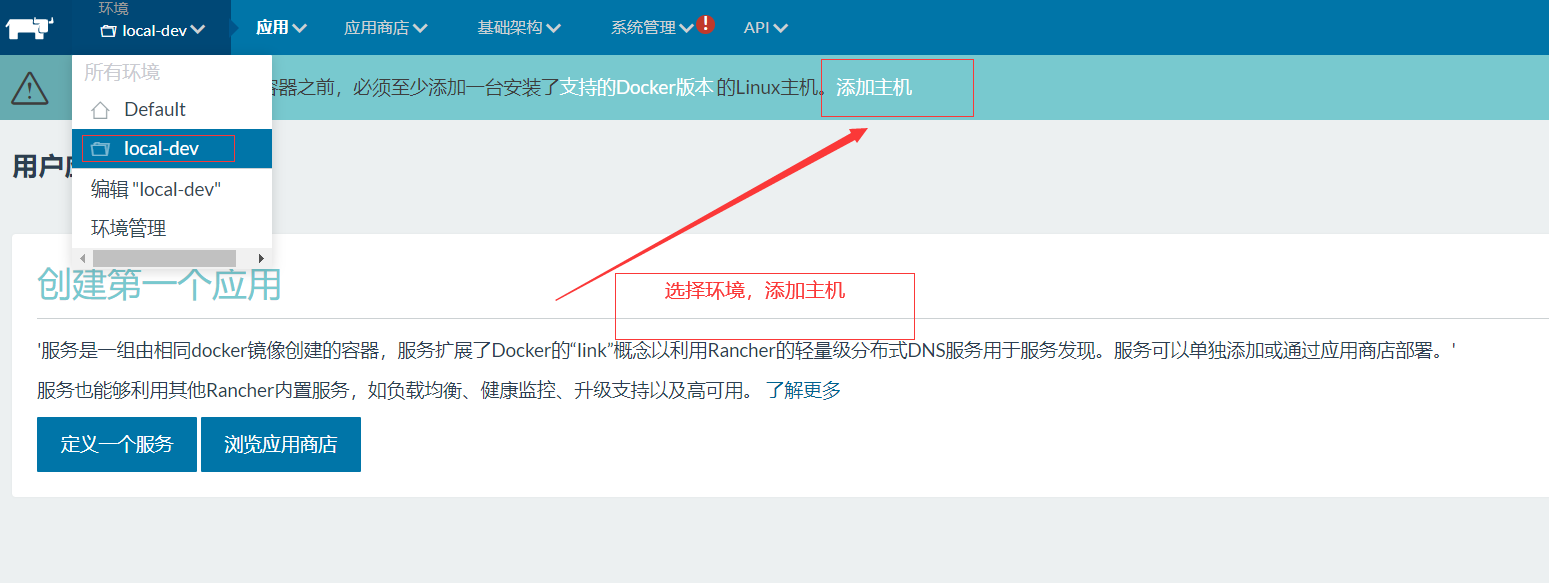 环境
local-dev
应用
应用商店
基础架构
系统管理
API
所有环境
Default
local-dev
编辑 "local-dev"
环境管理
容器之前，必须至少添加一台安装了支持的Docker版本 的Linux主机。 添加主机
用户
创建第一个应用
选择环境，添加主机
'服务是一组由相同docker镜像创建的容器，服务扩展了Docker的“link”概念以利用Rancher的轻量级分布式DNS服务用于服务发现。服务可以单独添加或通过应用商店部署。'
服务也能够利用其他Rancher内置服务，如负载均衡、健康监控、升级支持以及高可用。 了解更多
定义一个服务
浏览应用商店